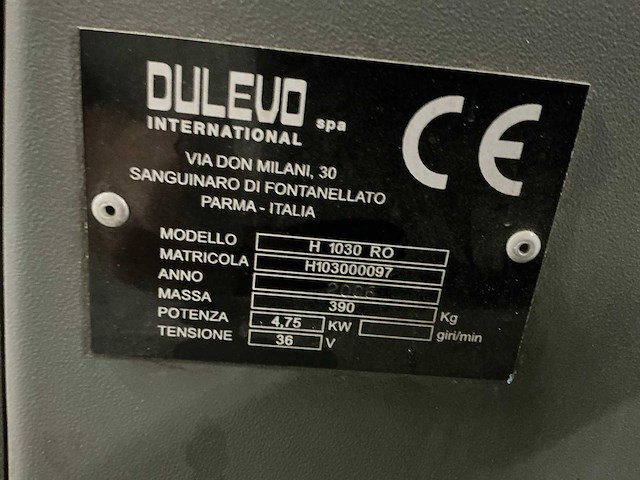 DULEVO
INTERNATIONAL spa
CE
VIA DON MILANI, 30
SANGUINARO DI FONTANELLATO
PARMA - ITALIA
MODELLO H 1030 RO
MATRICOLA H103000097
ANNO 2006
MASSA 390 Kg
POTENZA 4,75 KW giri/min
TENSIONE 36 V